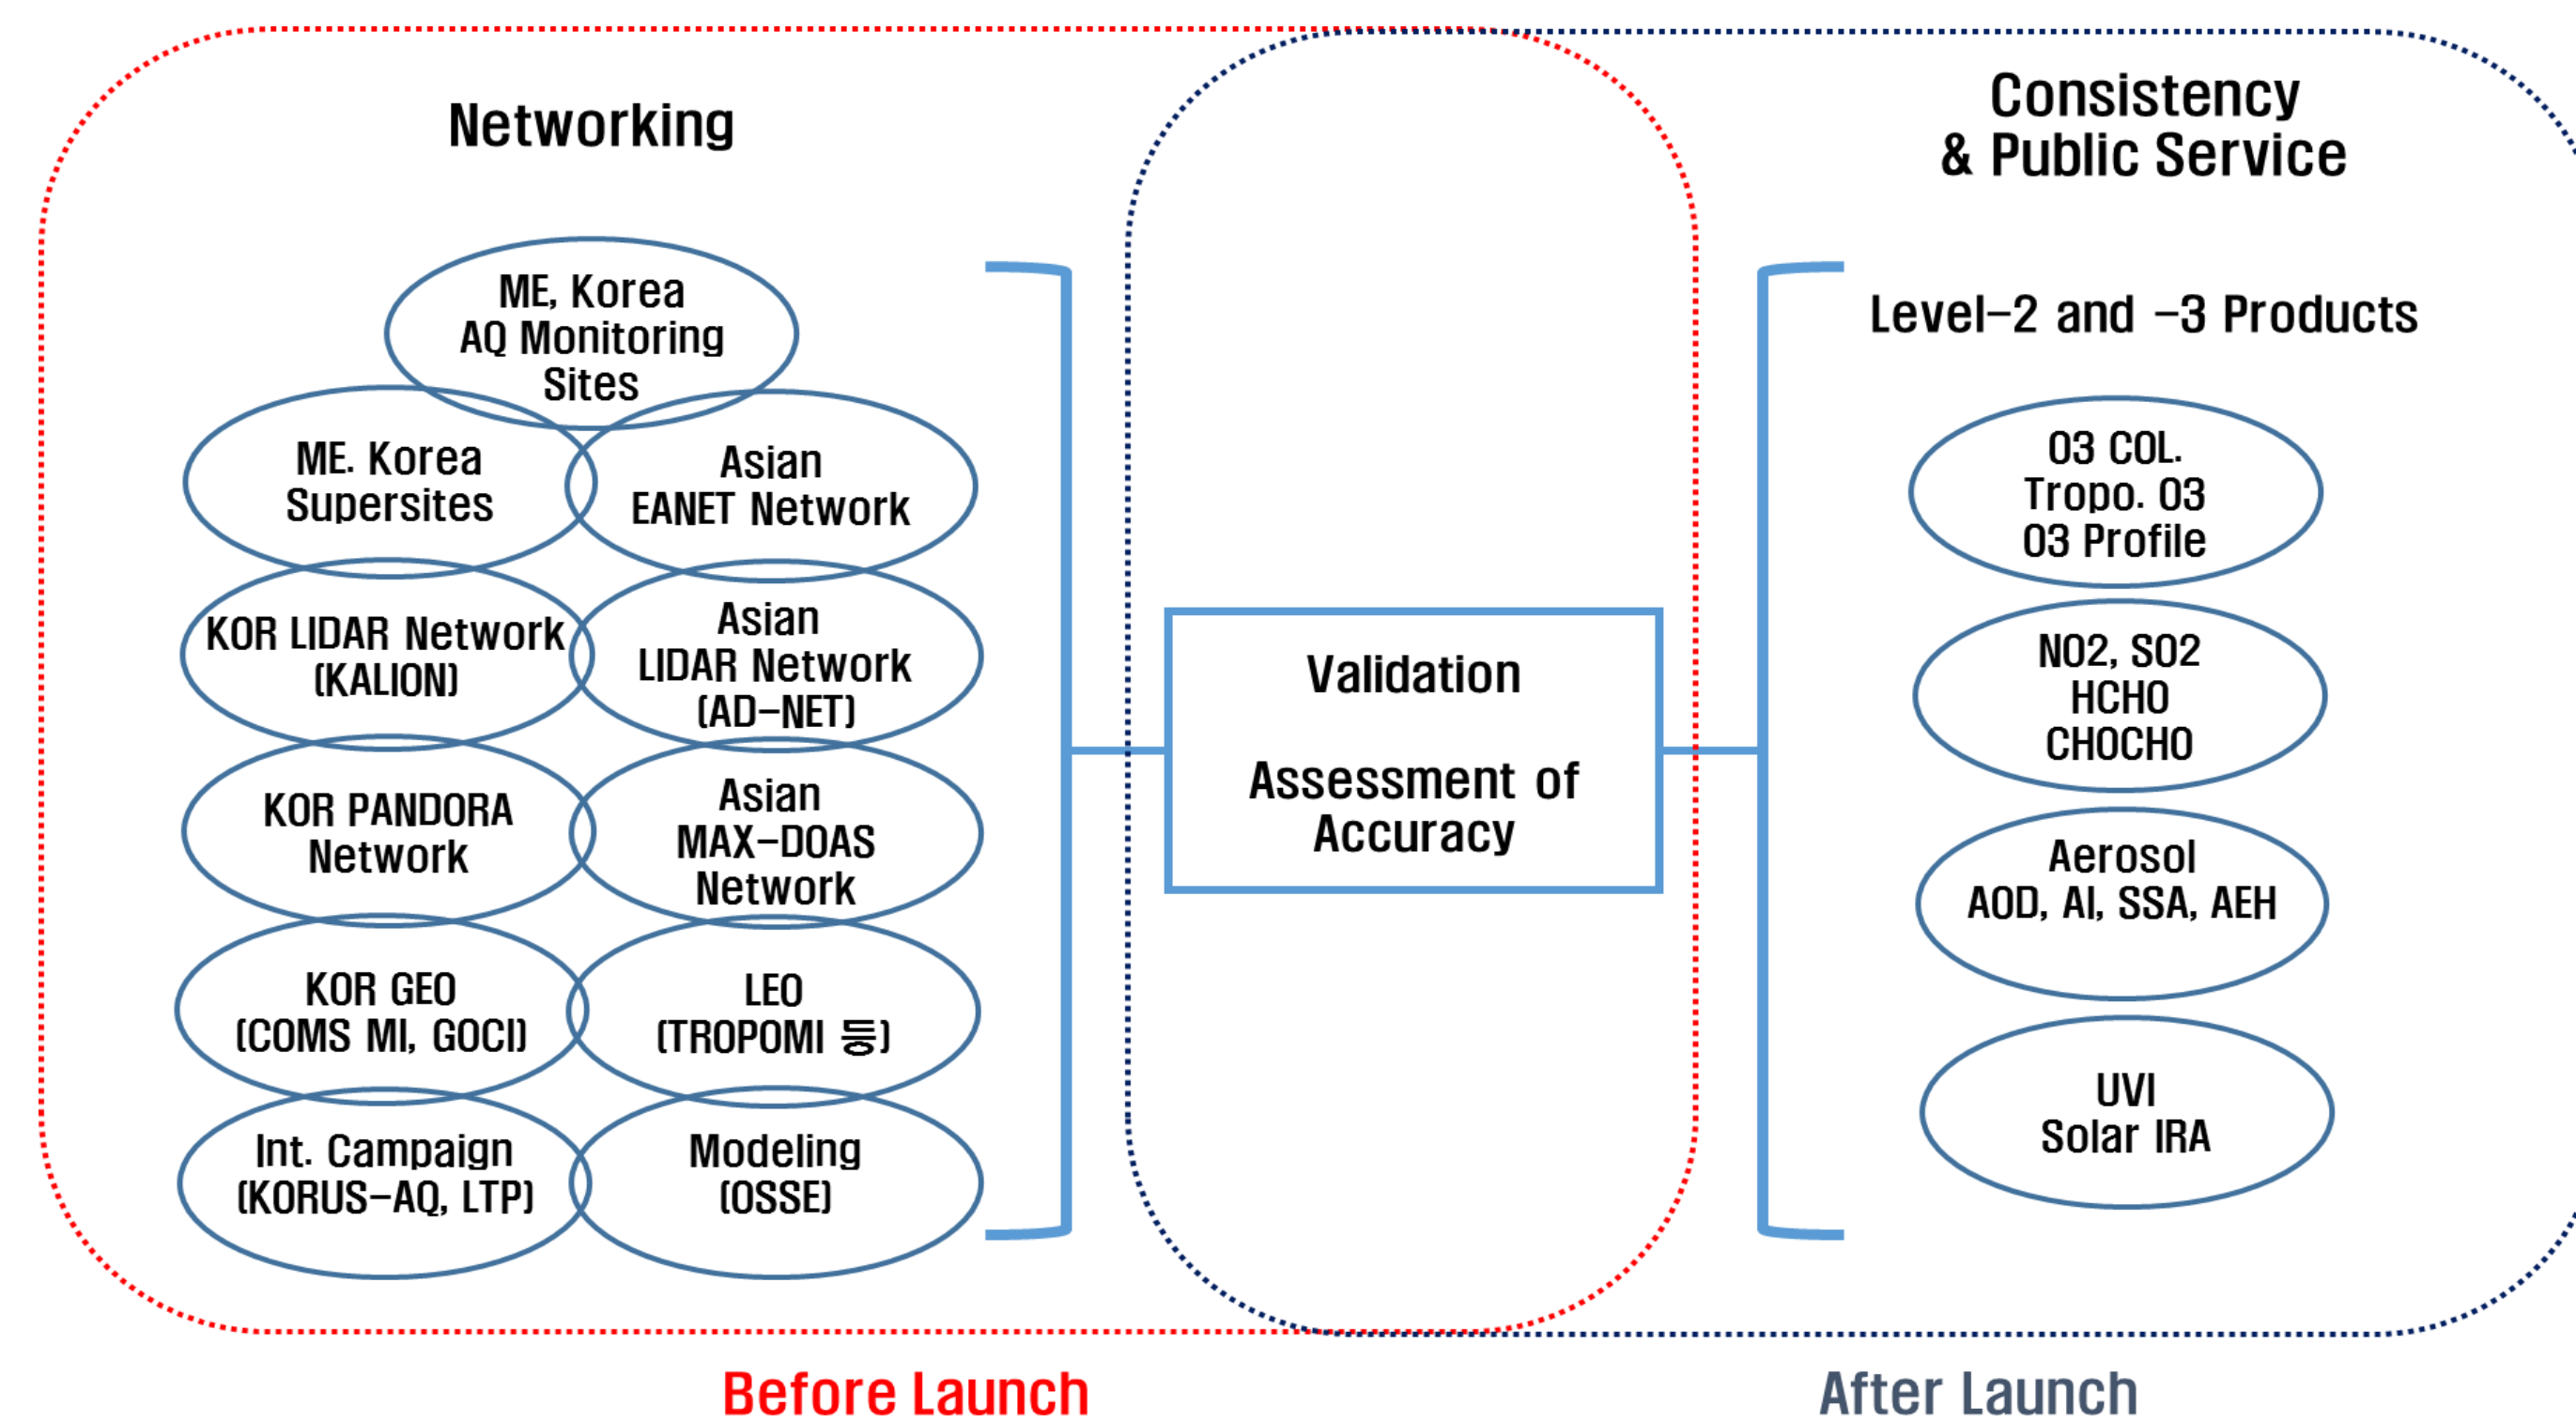 Networking
ME, Korea
AQ Monitoring
Sites
ME. Korea
Supersites
Asian
EANET Network
KOR LIDAR Network
(KALION)
Asian
LIDAR Network
(AD-NET)
KOR PANDORA
Network
Asian
MAX-DOAS
Network
KOR GEO
(COMS MI, GOCI)
LEO
(TROPOMI 등)
Int. Campaign
(KORUS-AQ, LTP)
Modeling
(OSSE)
Validation
Assessment of
Accuracy
Consistency
& Public Service
Level-2 and -3 Products
O3 COL.
Tropo. O3
O3 Profile
NO2, SO2
HCHO
CHOCHO
Aerosol
AOD, AI, SSA, AEH
UVI
Solar IRA
Before Launch
After Launch